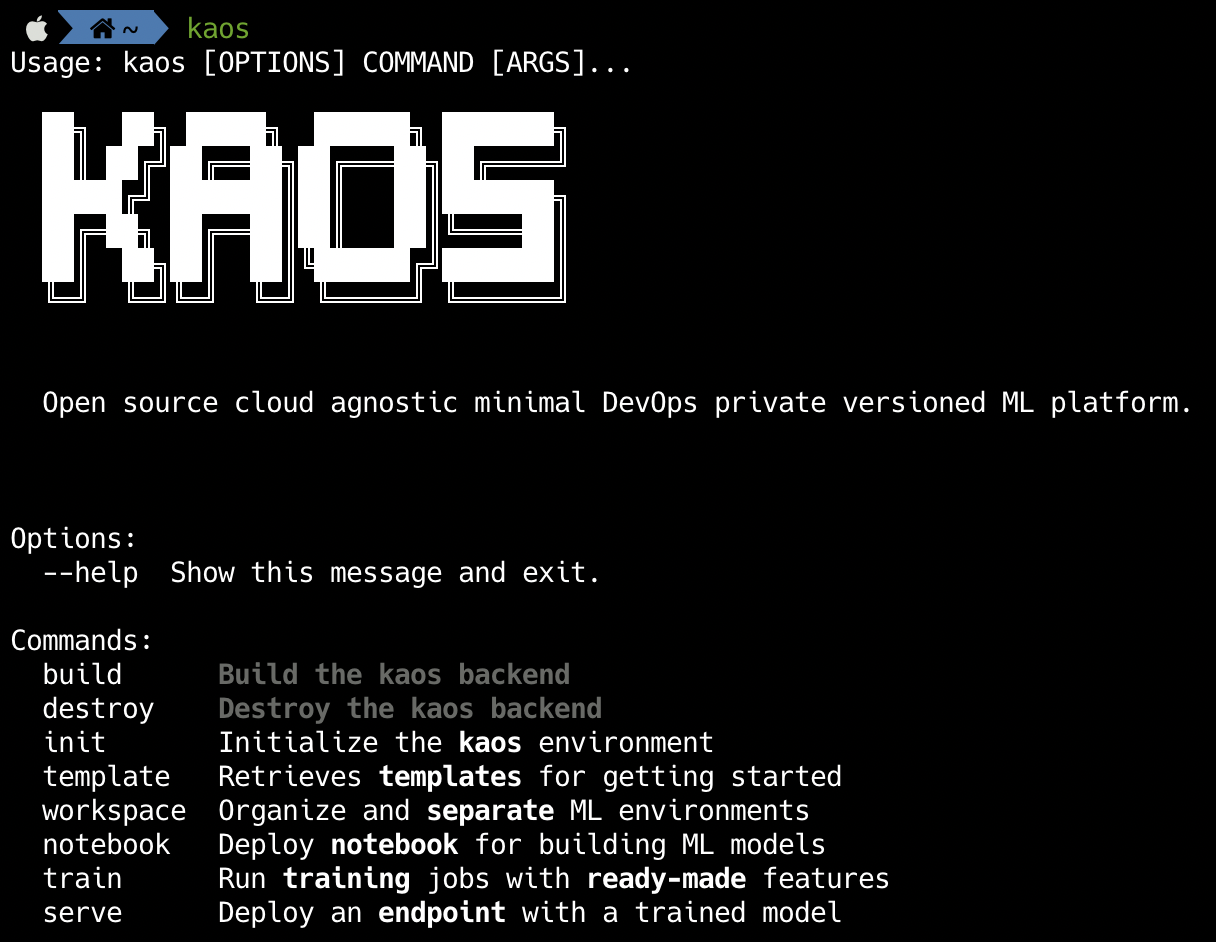 ~ kaos
Usage: kaos [OPTIONS] COMMAND [ARGS]...
KAOS
Open source cloud agnostic minimal DevOps private versioned ML platform.
Options:
--help  Show this message and exit.
Commands:
build      Build the kaos backend
destroy    Destroy the kaos backend
init       Initialize the kaos environment
template   Retrieves templates for getting started
workspace  Organize and separate ML environments
notebook   Deploy notebook for building ML models
train      Run training jobs with ready-made features
serve      Deploy an endpoint with a trained model